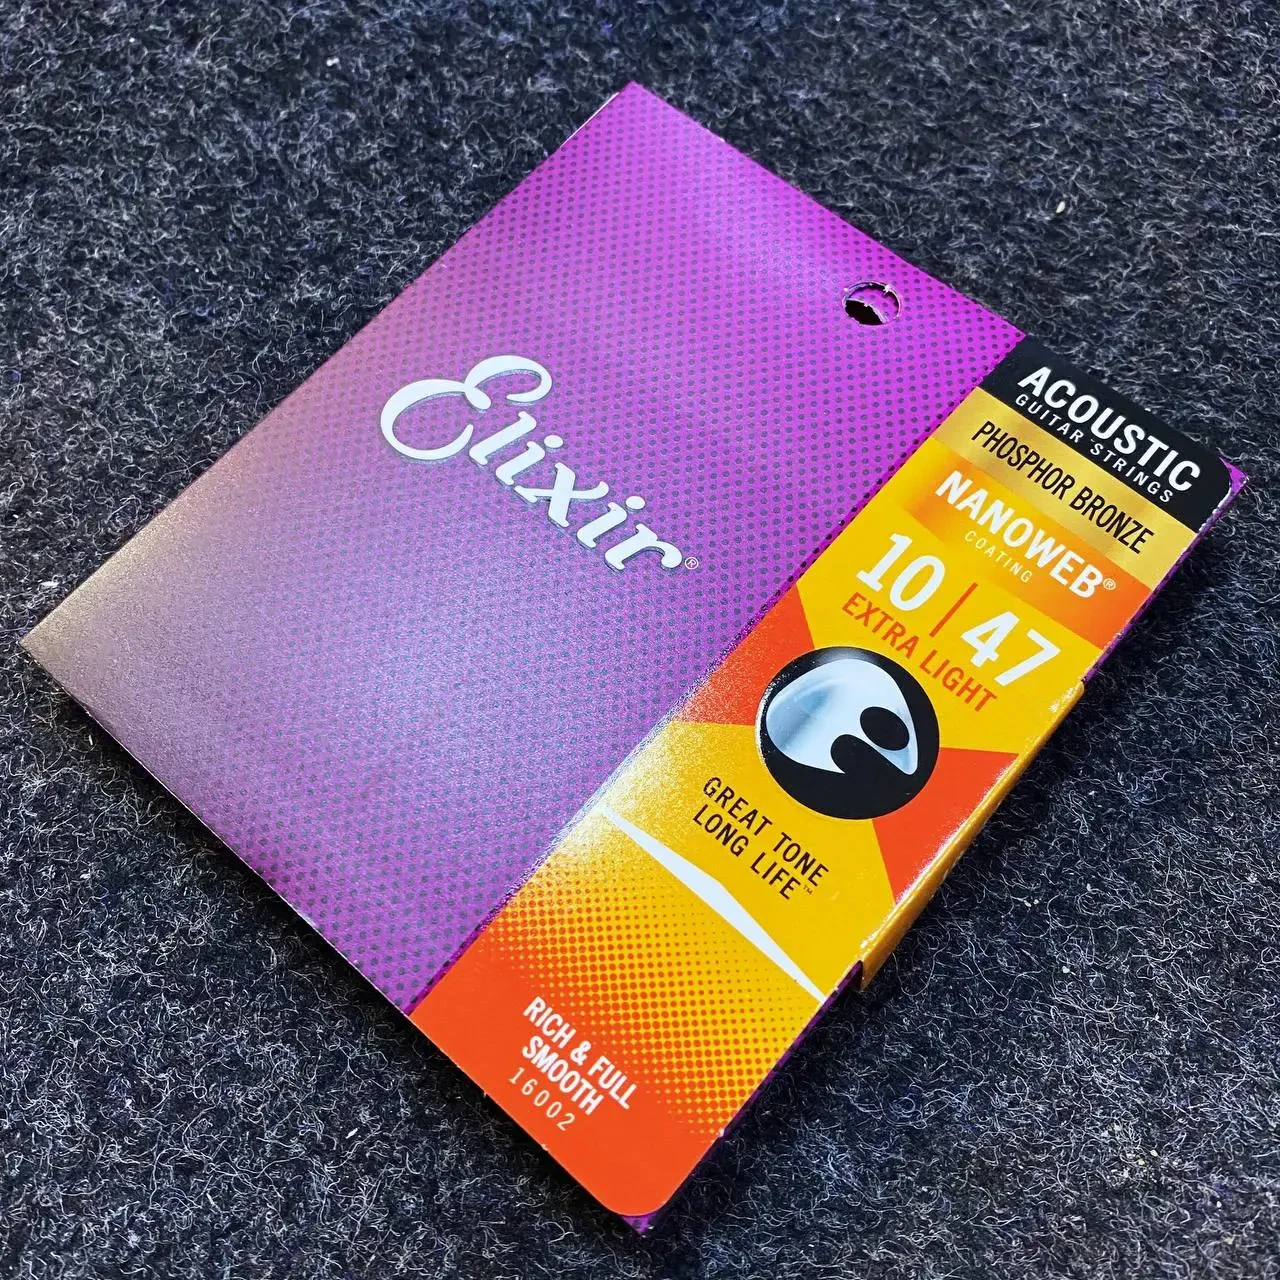 Elixir®
ACOUSTIC
GUITAR STRINGS
PHOSPHOR BRONZE
NANOWEB®
COATING
10 | 47
EXTRA LIGHT
GREAT TONE
LONG LIFE™
RICH & FULL
SMOOTH
16002